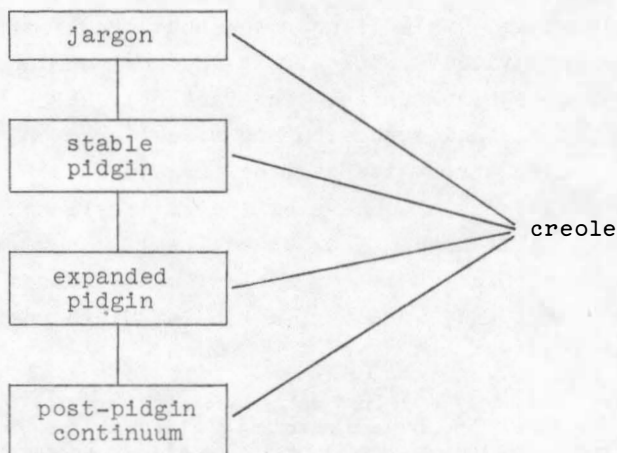 jargon
stable
pidgin
creole
expanded
pidgin
post-pidgin
continuum